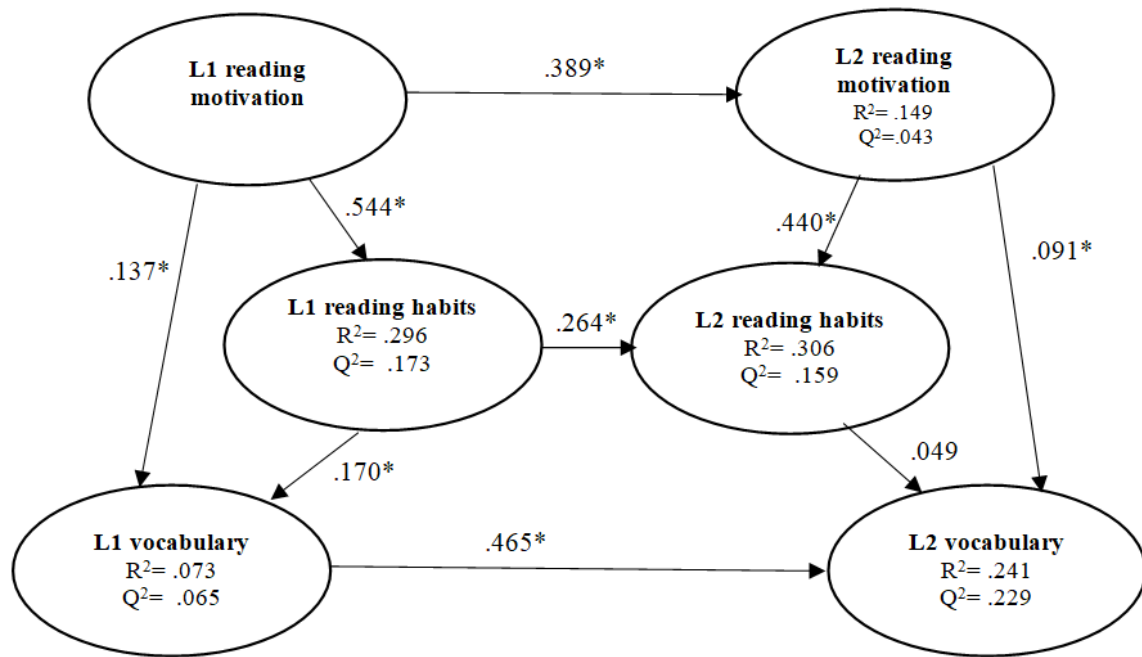 L1 reading
motivation
.389*
L2 reading
motivation
R²= .149
Q²=.043
.544*
.440*
.137*
.091*
L1 reading habits
R²= .296
Q²=  .173
.264*
L2 reading habits
R²= .306
Q²=  .159
.170*
.049
L1 vocabulary
R²= .073
Q²=  .065
.465*
L2 vocabulary
R²= .241
Q²= .229